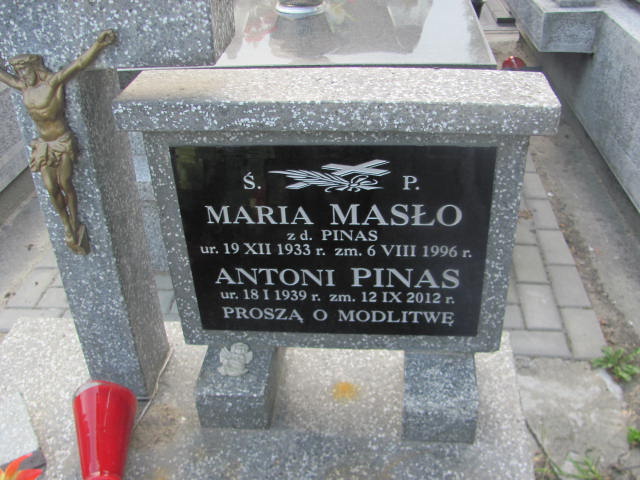 Ś. P.
MARIA MASŁO
z d. PINAS
ur. 19 XII 1933 r. zm. 6 VIII 1996 r.
ANTONI PINAS
ur. 18 I 1939 r. zm. 12 IX 2012 r.
PROSZĄ O MODLITWĘ